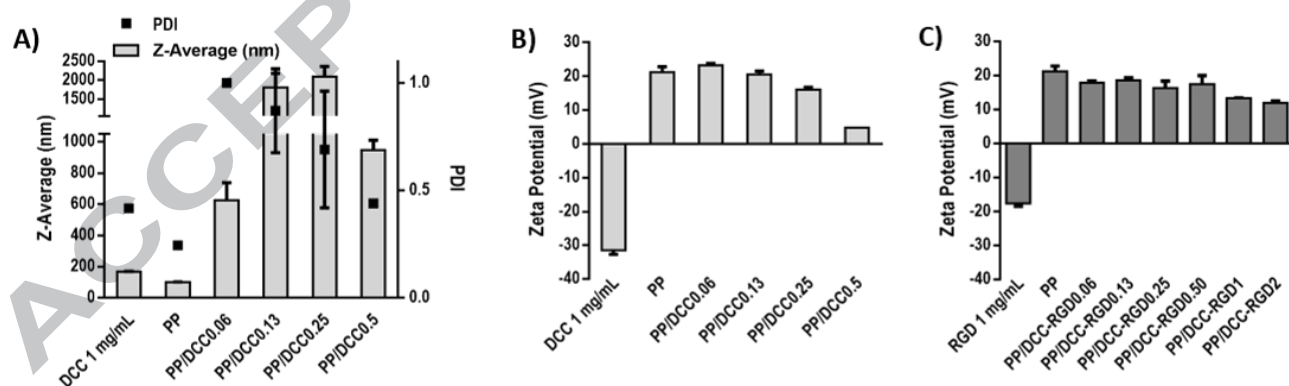 A)
PDI
Z-Average (nm)
2500
2000
1500
1000
800
600
400
200
0
Z-Average (nm)
1.0
0.5
0.0
PDI
DCC 1 mg/mL
PP
PP/DCC0.06
PP/DCC0.13
PP/DCC0.25
PP/DCC0.5
B)
30
20
10
0
-10
-20
-30
-40
Zeta Potential (mV)
DCC 1 mg/mL
PP
PP/DCC0.06
PP/DCC0.13
PP/DCC0.25
PP/DCC0.5
C)
30
20
10
0
-10
-20
-30
-40
Zeta Potential (mV)
RGD 1 mg/mL
PP
PP/DCC-RGD0.06
PP/DCC-RGD0.13
PP/DCC-RGD0.25
PP/DCC-RGD0.50
PP/DCC-RGD1
PP/DCC-RGD2
ACCEP